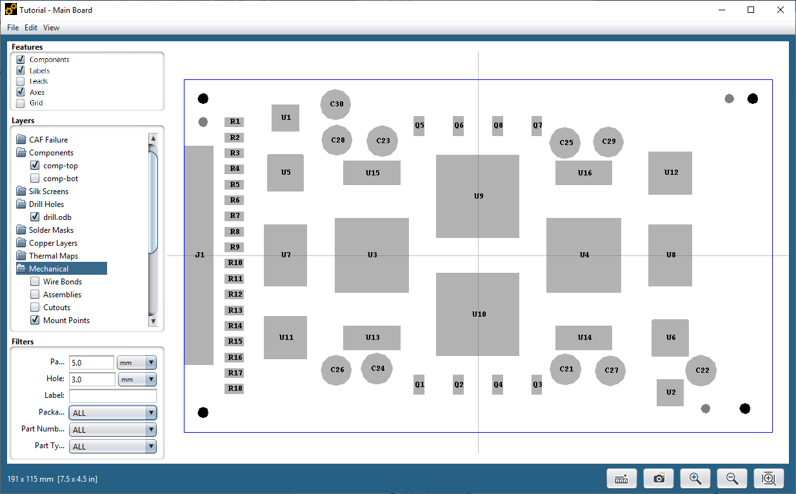 Tutorial - Main Board
File Edit View
Features
Components
Labels
Leads
Axes
Grid
Layers
CAF Failure
Components
comp-top
comp-bot
Silk Screens
Drill Holes
drill.odb
Solder Masks
Copper Layers
Thermal Maps
Mechanical
Wire Bonds
Assemblies
Cutouts
Mount Points
Filters
Pa... 5.0 mm
Hole: 3.0 mm
Label:
Packa... ALL
Part Numb... ALL
Part Ty... ALL
C30
U1
R1 Q5 Q6 Q8 Q7
R2 C28 C23 C25 C29
R3
R4 U5 U15 U16 U12
R5
R6 U9
R7
R8
R9
J1 U7 U3 U4 U8
R10
R11
R12
R13 U10
R14
R15 U11 U13 U14 U6
R16
R17 C26 C24 C21 C27 C22
R18 Q1 Q2 Q4 Q3 U2
191 x 115 mm [7.5 x 4.5 in]